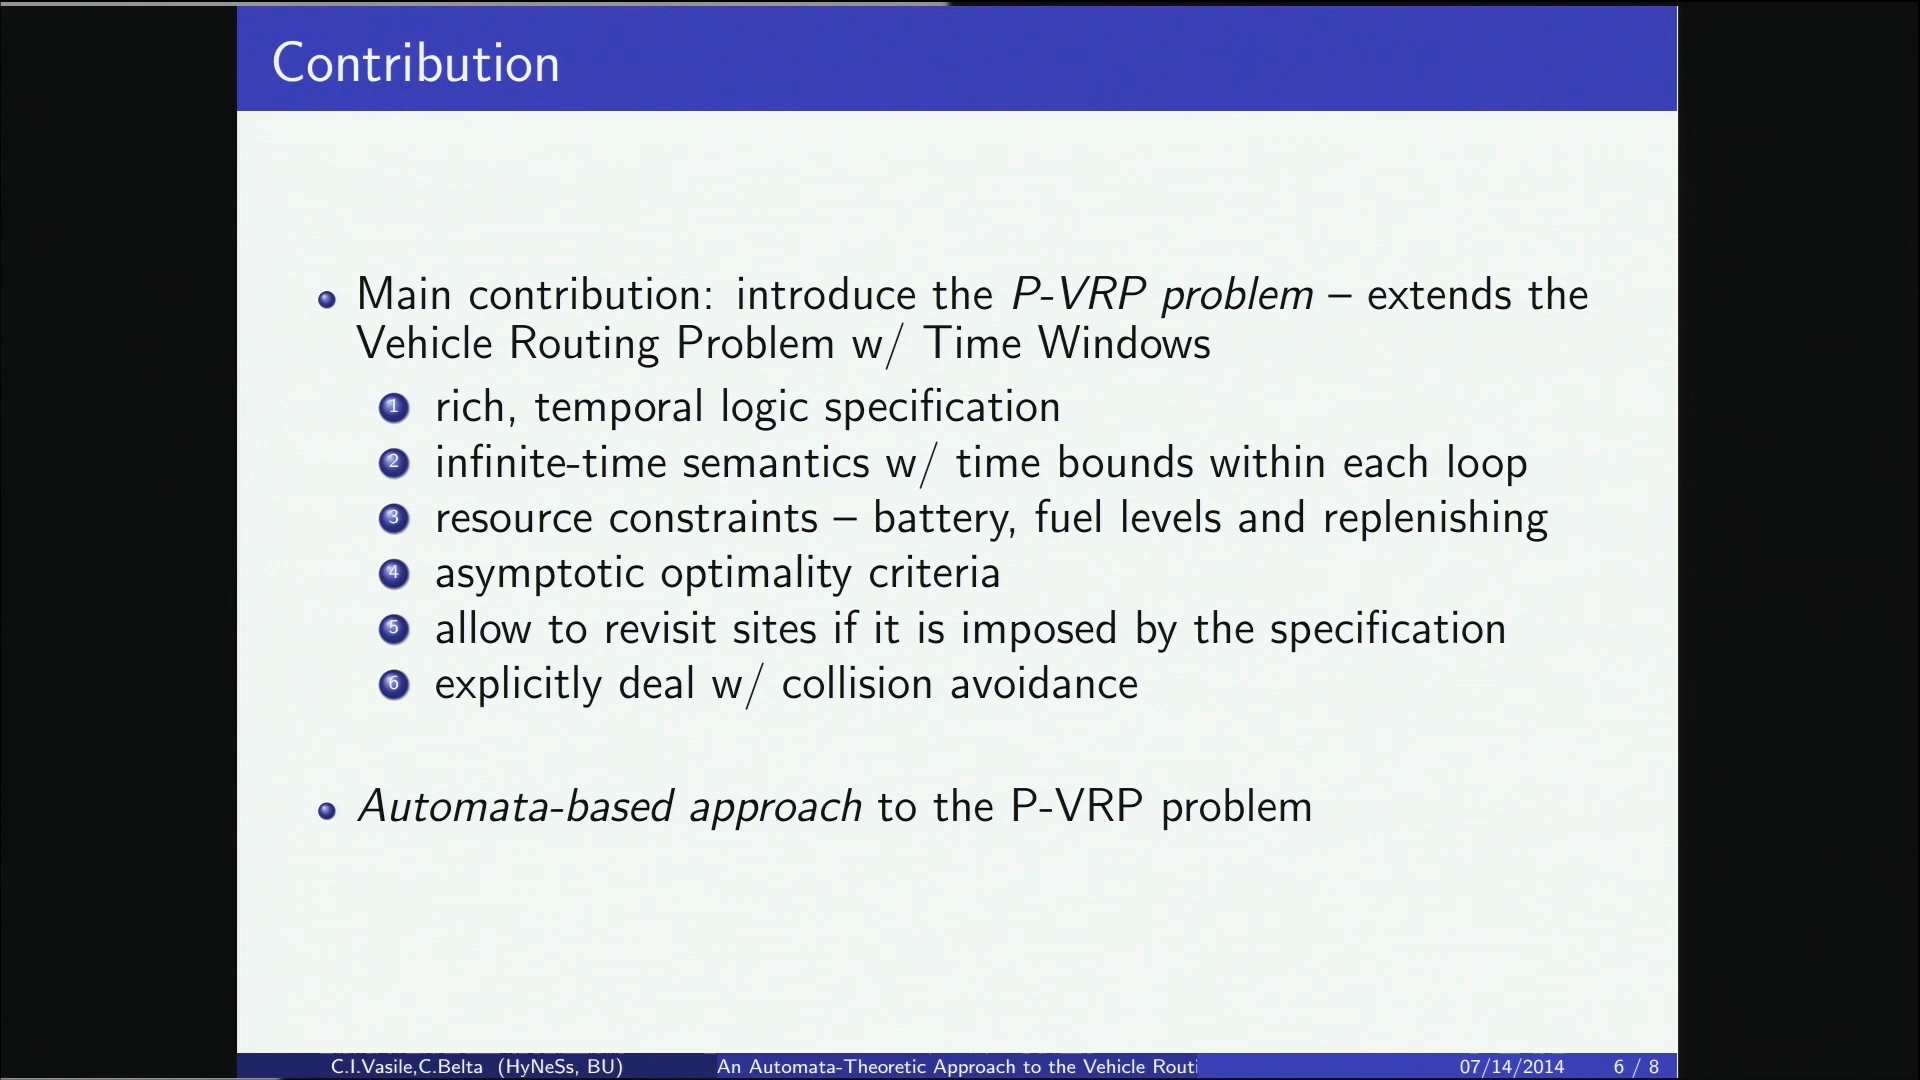 Contribution
Main contribution: introduce the P-VRP problem – extends the
Vehicle Routing Problem w/ Time Windows
1 rich, temporal logic specification
2 infinite-time semantics w/ time bounds within each loop
3 resource constraints – battery, fuel levels and replenishing
4 asymptotic optimality criteria
5 allow to revisit sites if it is imposed by the specification
6 explicitly deal w/ collision avoidance
Automata-based approach to the P-VRP problem
C.I.Vasile,C.Belta (HyNeSs, BU) An Automata-Theoretic Approach to the Vehicle Routi 07/14/2014 6 / 8